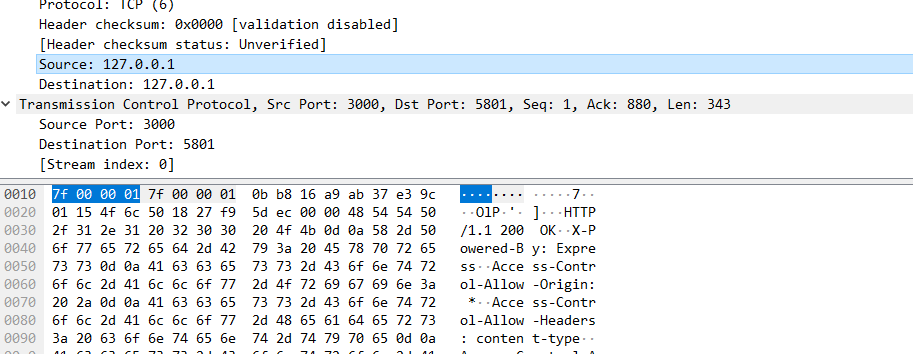 Protocol: TCP (6)
Header checksum: 0x0000 [validation disabled]
[Header checksum status: Unverified]
Source: 127.0.0.1
Destination: 127.0.0.1
Transmission Control Protocol, Src Port: 3000, Dst Port: 5801, Seq: 1, Ack: 880, Len: 343
Source Port: 3000
Destination Port: 5801
[Stream index: 0]
0010 7f 00 00 01 7f 00 00 01 0b b8 16 a9 ab 37 e3 9c ········ ·····7··
0020 01 15 4f 6c 50 18 27 f9 5d ec 00 00 48 54 54 50 ··OlP·'· ]···HTTP
0030 2f 31 2e 31 20 32 30 30 20 4f 4b 0d 0a 58 2d 50 /1.1 200 OK··X-P
0040 6f 77 65 72 65 64 2d 42 79 3a 20 45 78 70 72 65 owered-B y: Expre
0050 73 73 0d 0a 41 63 63 65 73 73 2d 43 6f 6e 74 72 ss··Acce ss-Contr
0060 6f 6c 2d 41 6c 6c 6f 77 2d 4f 72 69 67 69 6e 3a ol-Allow -Origin:
0070 20 2a 0d 0a 41 63 63 65 73 73 2d 43 6f 6e 74 72 *··Acce ss-Contr
0080 6f 6c 2d 41 6c 6c 6f 77 2d 48 65 61 64 65 72 73 ol-Allow -Headers
0090 3a 20 63 6f 6e 74 65 6e 74 2d 74 79 70 65 0d 0a : conten t-type··